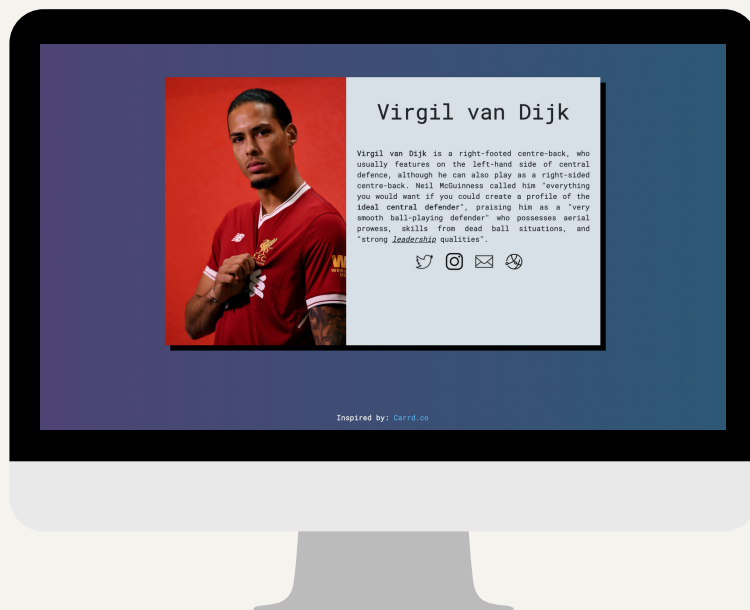 Virgil van Dijk
Virgil van Dijk is a right-footed centre-back, who
usually features on the left-hand side of central
defence, although he can also play as a right-sided
centre-back. Neil McGuinness called him "everything
you would want if you could create a profile of the
ideal central defender", praising him as a "very
smooth ball-playing defender" who possesses aerial
prowess, skills from dead ball situations, and
"strong leadership qualities".
Inspired by: Carrd.co